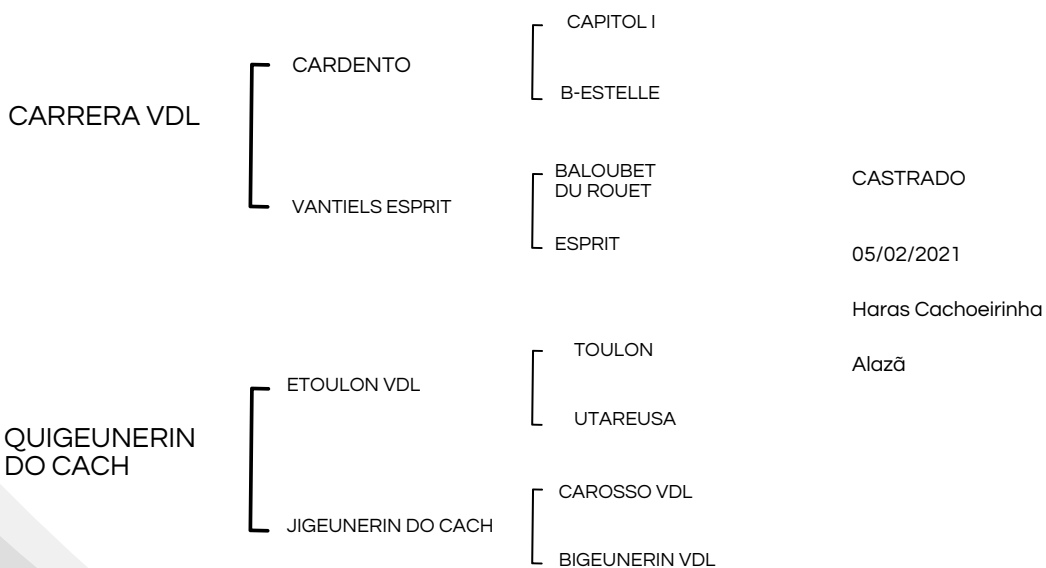 CARRERA VDL
CARDENTO
CAPITOL I
B-ESTELLE
VANTIELS ESPRIT
BALOUBET
DU ROUET
ESPRIT
QUIGEUNERIN
DO CACH
ETOULON VDL
TOULON
UTAREUSA
JIGEUNERIN DO CACH
CAROSSO VDL
BIGEUNERIN VDL
CASTRADO
05/02/2021
Haras Cachoeirinha
Alazã